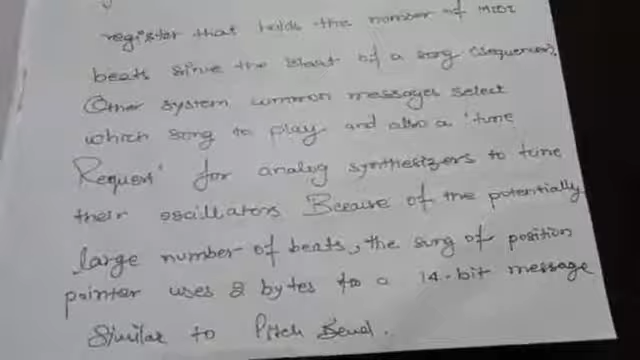 register that holds the number of MIDI
beats since the start of a song (sequencer).
Other system common messages select
which song to play and also a 'tune
Request' for analog synthesizers to tune
their oscillators Because of the potentially
large number of beats, the song of position
pointer uses 2 bytes to a 14-bit message
Similar to Pitch Bend.